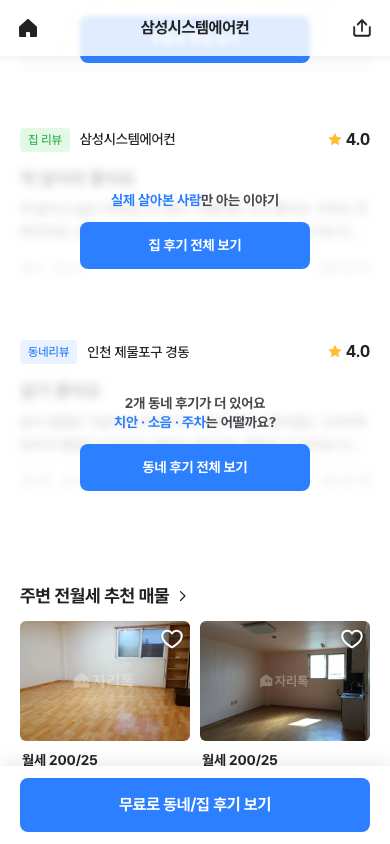 삼성시스템에어컨
집 리뷰
삼성시스템에어컨
4.0
실제 살아본 사람만 아는 이야기
집 후기 전체 보기
동네리뷰
인천 제물포구 경동
4.0
2개 동네 후기가 더 있어요
치안 · 소음 · 주차는 어떨까요?
동네 후기 전체 보기
주변 전월세 추천 매물
자리톡
자리톡
월세 200/25
월세 200/25
무료로 동네/집 후기 보기